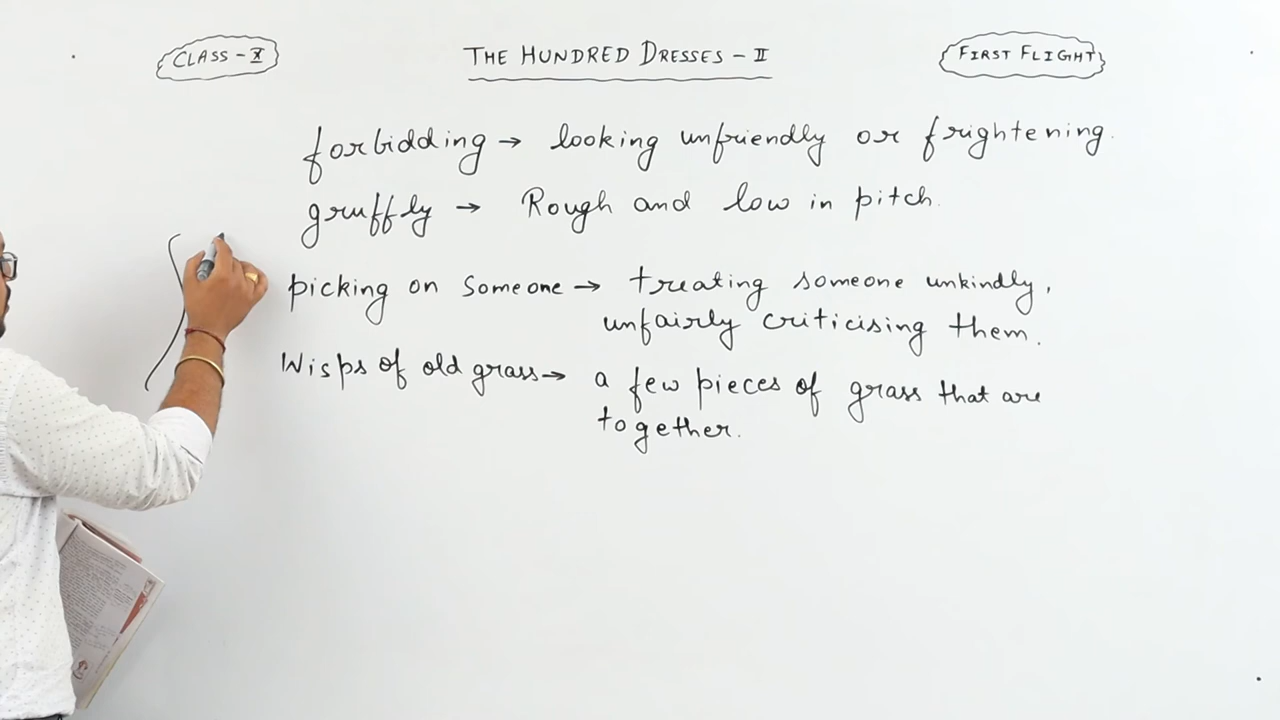 CLASS - X
THE HUNDRED DRESSES - II
FIRST FLIGHT
forbidding → looking unfriendly or frightening.
gruffly → Rough and low in pitch.
picking on someone → treating someone unkindly,
unfairly criticising them.
Wisps of old grass → a few pieces of grass that are
together.